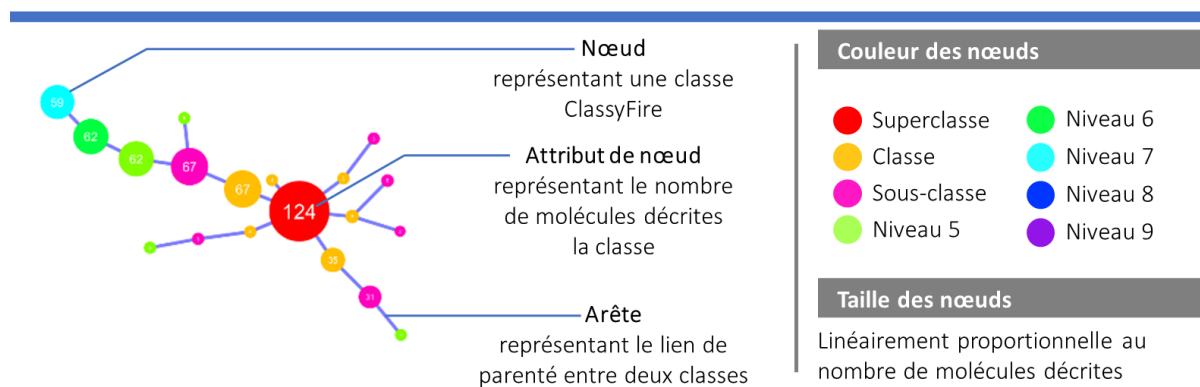 Nœud
représentant une classe
ClassyFire
Attribut de nœud
représentant le nombre
de molécules décrites
la classe
Arête
représentant le lien de
parenté entre deux classes
59
62
62
67
67
124
35
31
Couleur des nœuds
Superclasse
Classe
Sous-classe
Niveau 5
Niveau 6
Niveau 7
Niveau 8
Niveau 9
Taille des nœuds
Linéairement proportionnelle au
nombre de molécules décrites